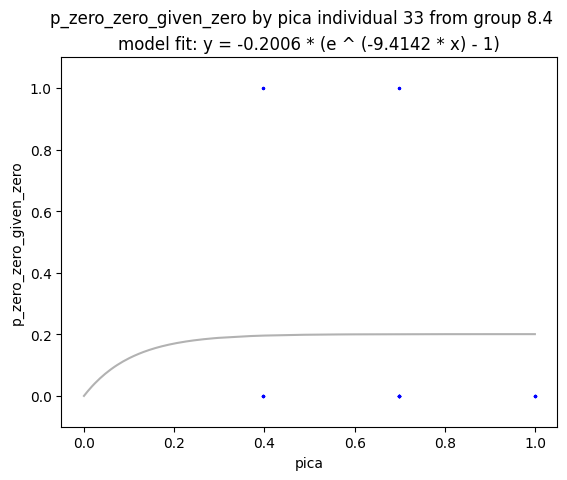 p_zero_zero_given_zero by pica individual 33 from group 8.4
model fit: y = -0.2006 * (e ^ (-9.4142 * x) - 1)
p_zero_zero_given_zero
1.0
0.8
0.6
0.4
0.2
0.0
0.0 0.2 0.4 0.6 0.8 1.0
pica